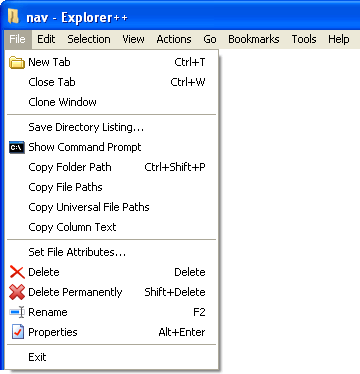 nav - Explorer++
File Edit Selection View Actions Go Bookmarks Tools Help
New Tab Ctrl+T
Close Tab Ctrl+W
Clone Window
Save Directory Listing...
C:\ Show Command Prompt
Copy Folder Path Ctrl+Shift+P
Copy File Paths
Copy Universal File Paths
Copy Column Text
Set File Attributes...
Delete Delete
Delete Permanently Shift+Delete
Rename F2
Properties Alt+Enter
Exit